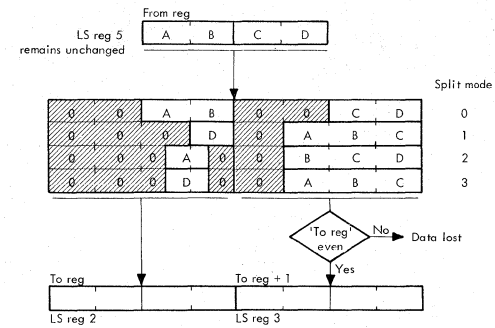 From reg
LS reg 5
remains unchanged
A B C D
Split mode
0 0 A B 0 0 C D 0
0 0 0 D 0 A B C 1
0 0 0 A 0 0 B C D 2
0 0 0 D 0 0 A B C 3
'To reg'
even
No
Data lost
Yes
To reg
To reg + 1
LS reg 2
LS reg 3